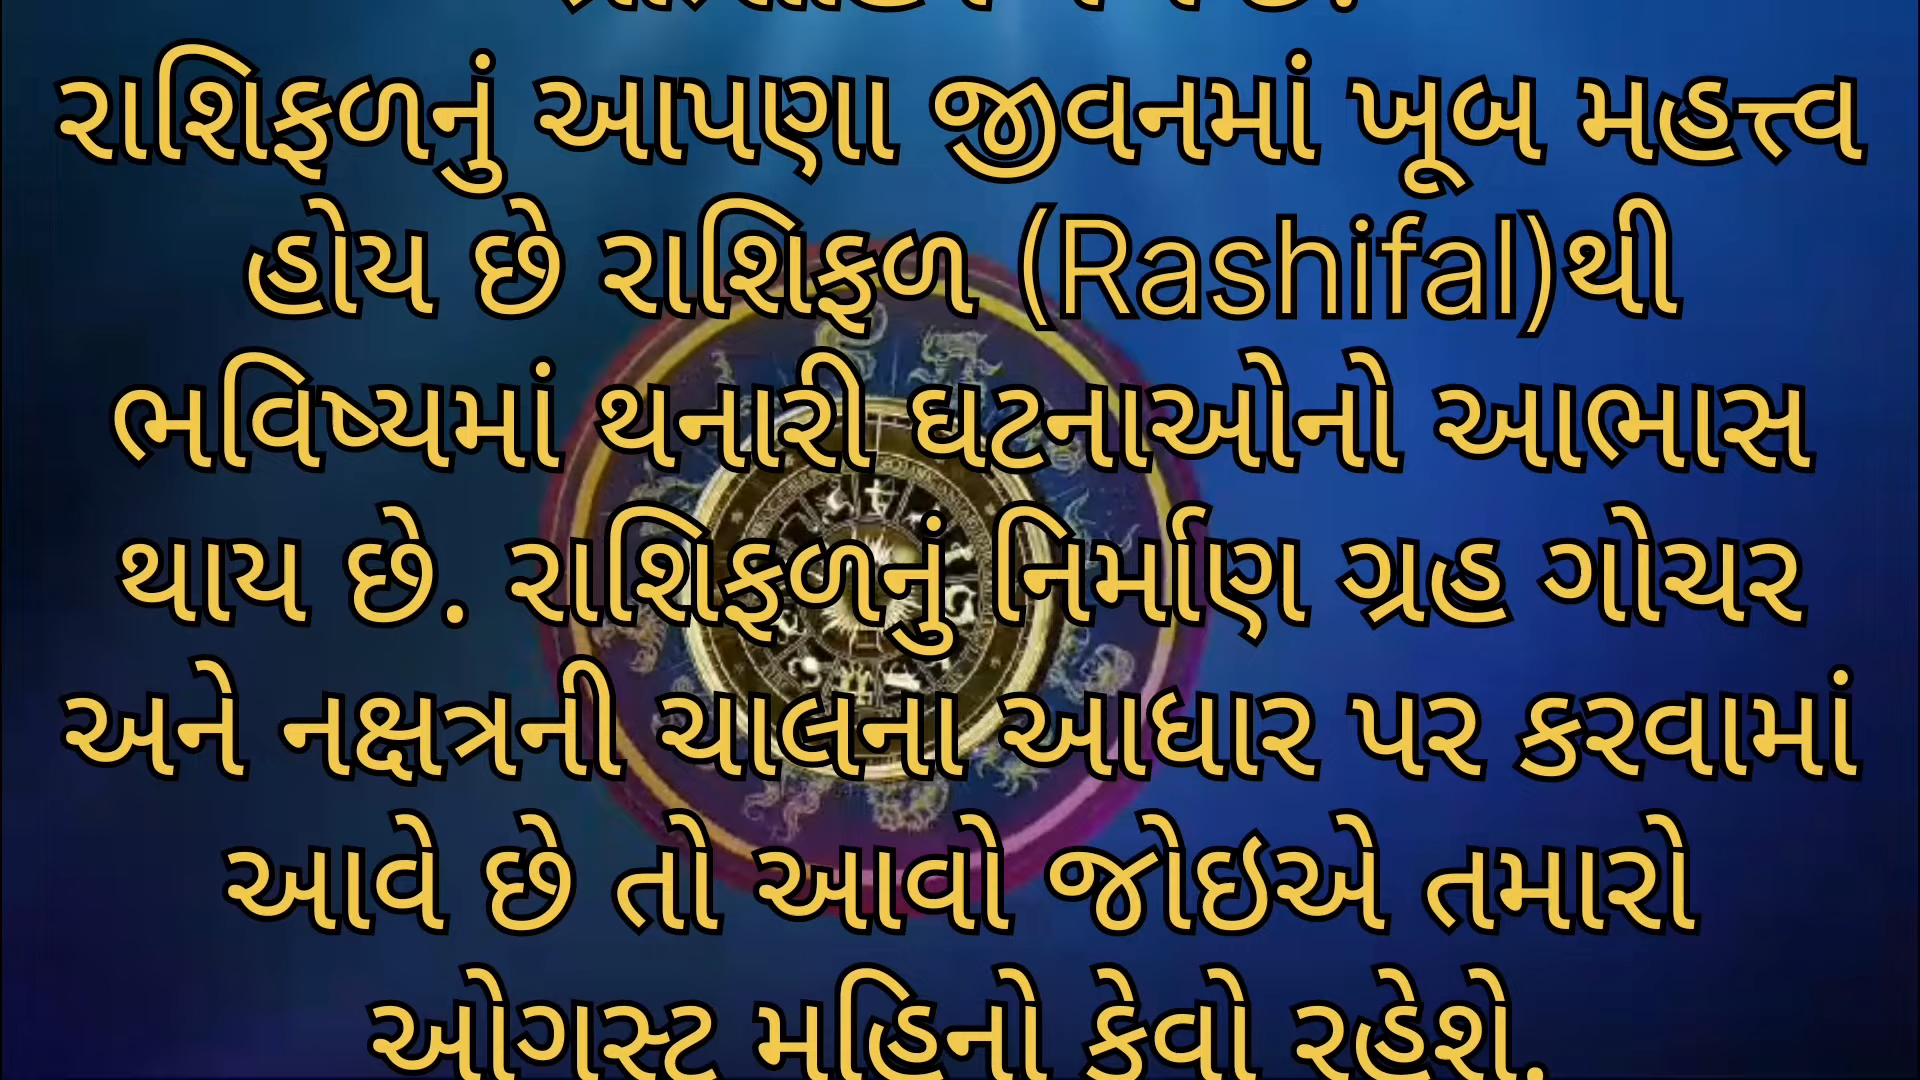 રાશિફળનું આપણા જીવનમાં ખૂબ મહત્ત્વ
હોય છે રાશિફળ (Rashifal)થી
ભવિષ્યમાં થનારી ઘટનાઓનો આભાસ
થાય છે. રાશિફળનું નિર્માણ ગ્રહ ગોચર
અને નક્ષત્રની ચાલના આધાર પર કરવામાં
આવે છે તો આવો જોઇએ તમારો
ઓગસ્ટ મહિનો કેવો રહેશે.